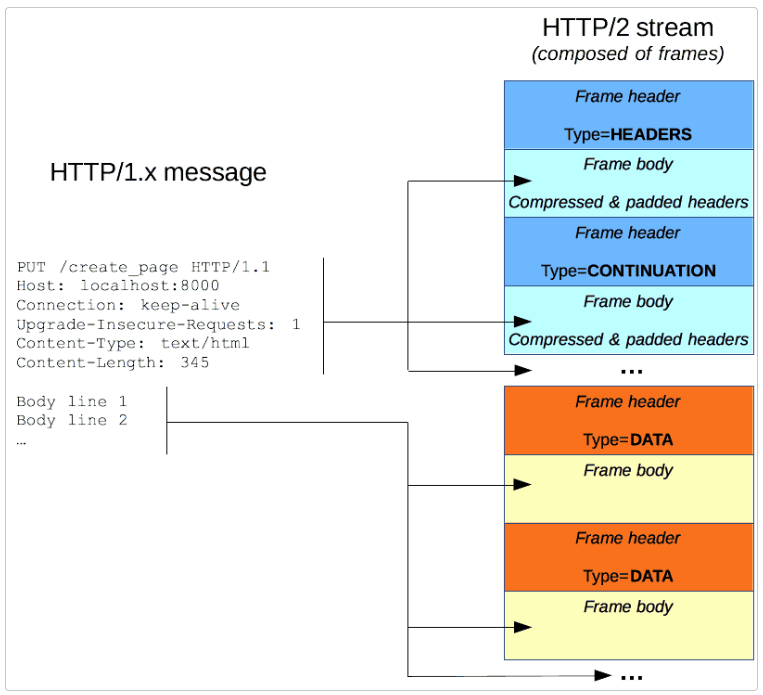 HTTP/2 stream
(composed of frames)
Frame header
Type=HEADERS
HTTP/1.x message
Frame body
Compressed & padded headers
Frame header
PUT /create_page HTTP/1.1
Type=CONTINUATION
Host: localhost:8000
Connection: keep-alive
Frame body
Upgrade-Insecure-Requests: 1
Content-Type: text/html
Compressed & padded headers
Content-Length: 345
...
Body line 1
Frame header
Body line 2
…
Type=DATA
Frame body
Frame header
Type=DATA
Frame body
...